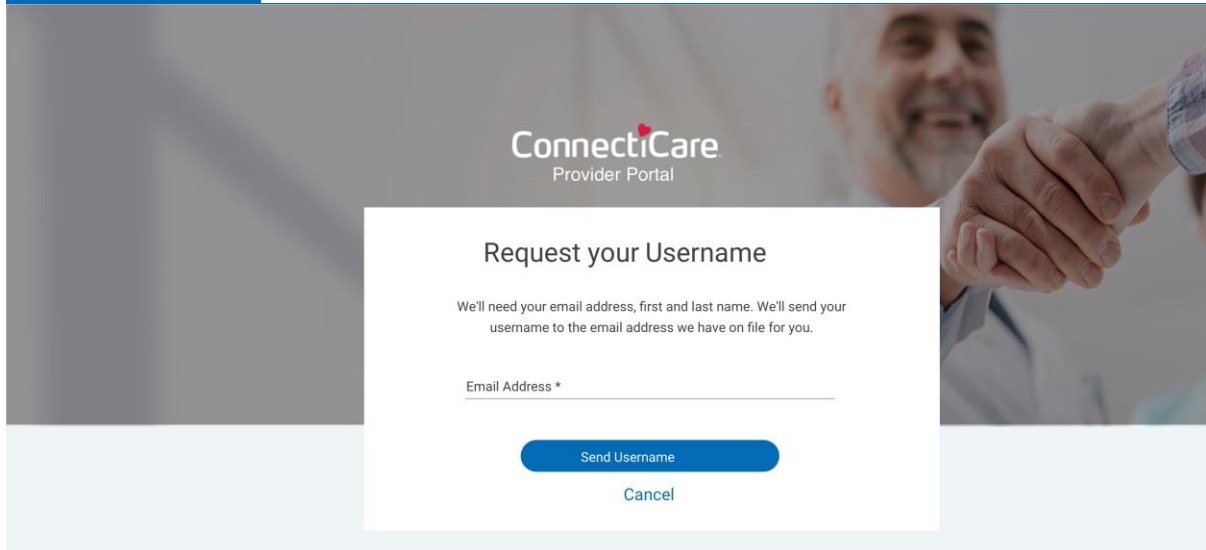 ConnectiCare.
Provider Portal
Request your Username
We'll need your email address, first and last name. We'll send your
username to the email address we have on file for you.
Email Address *
Send Username
Cancel